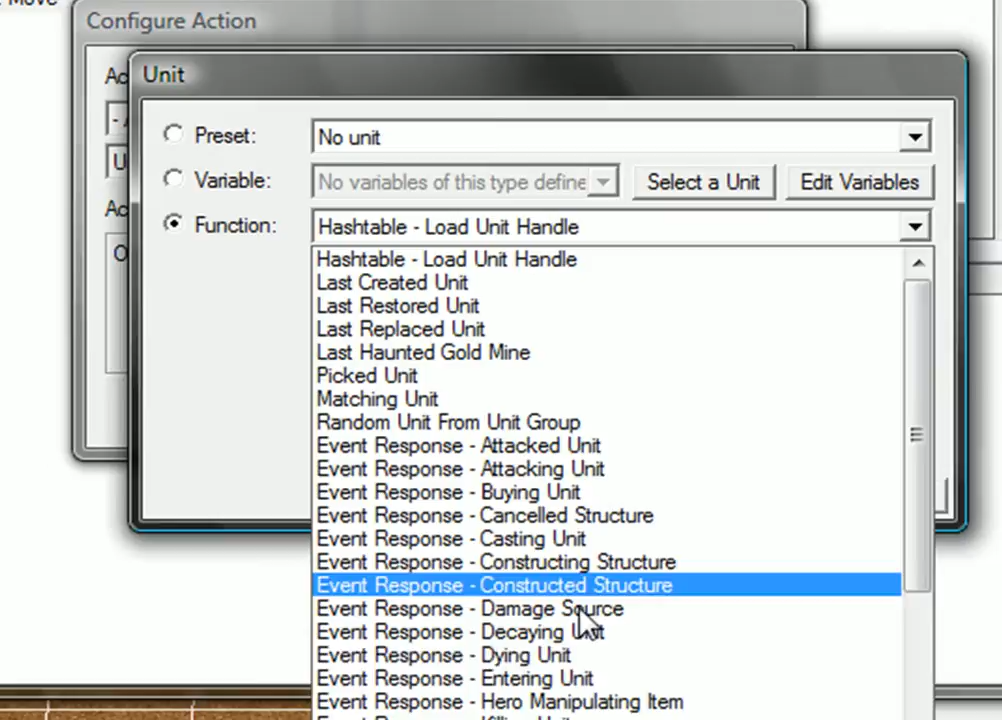 Move
Configure Action
Ac
Unit
Preset:
No unit
Variable:
No variables of this type define
Select a Unit
Edit Variables
Function:
Hashtable - Load Unit Handle
Hashtable - Load Unit Handle
Last Created Unit
Last Restored Unit
Last Replaced Unit
Last Haunted Gold Mine
Picked Unit
Matching Unit
Random Unit From Unit Group
Event Response - Attacked Unit
Event Response - Attacking Unit
Event Response - Buying Unit
Event Response - Cancelled Structure
Event Response - Casting Unit
Event Response - Constructing Structure
Event Response - Constructed Structure
Event Response - Damage Source
Event Response - Decaying Unit
Event Response - Dying Unit
Event Response - Entering Unit
Event Response - Hero Manipulating Item